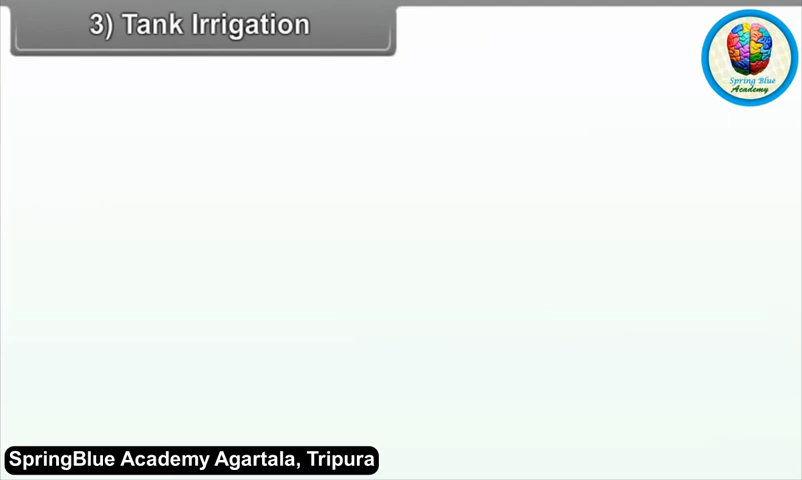 3) Tank Irrigation
Spring Blue
Academy
SpringBlue Academy Agartala, Tripura